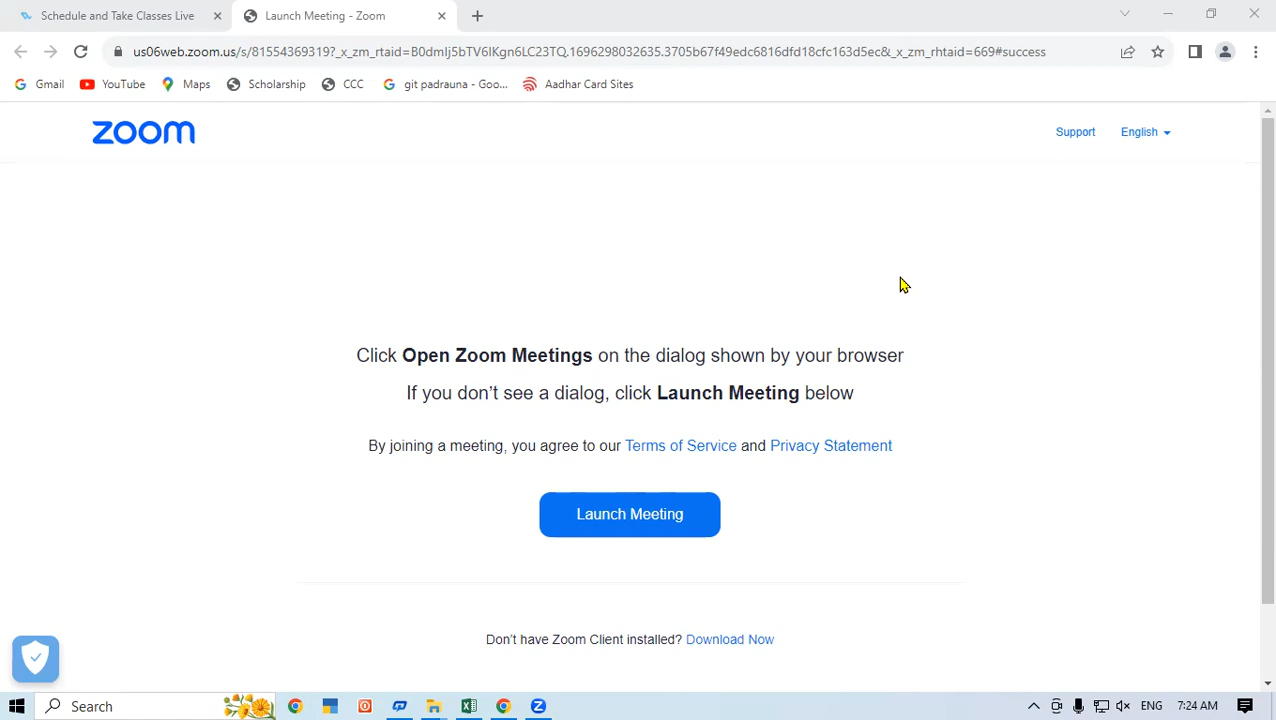 Schedule and Take Classes Live
Launch Meeting - Zoom
us06web.zoom.us/s/81554369319?_x_zm_rtaid=B0dmIj5bTV6IKgn6LC23TQ.1696298032635.3705b67f49edc6816dfd18cfc163d5ec&_x_zm_rhtaid=669#success
Gmail YouTube Maps Scholarship CCC git padrauna - Goo... Aadhar Card Sites
zoom
Support English
Click Open Zoom Meetings on the dialog shown by your browser
If you don't see a dialog, click Launch Meeting below
By joining a meeting, you agree to our Terms of Service and Privacy Statement
Launch Meeting
Don't have Zoom Client installed? Download Now
Search
ENG 7:24 AM